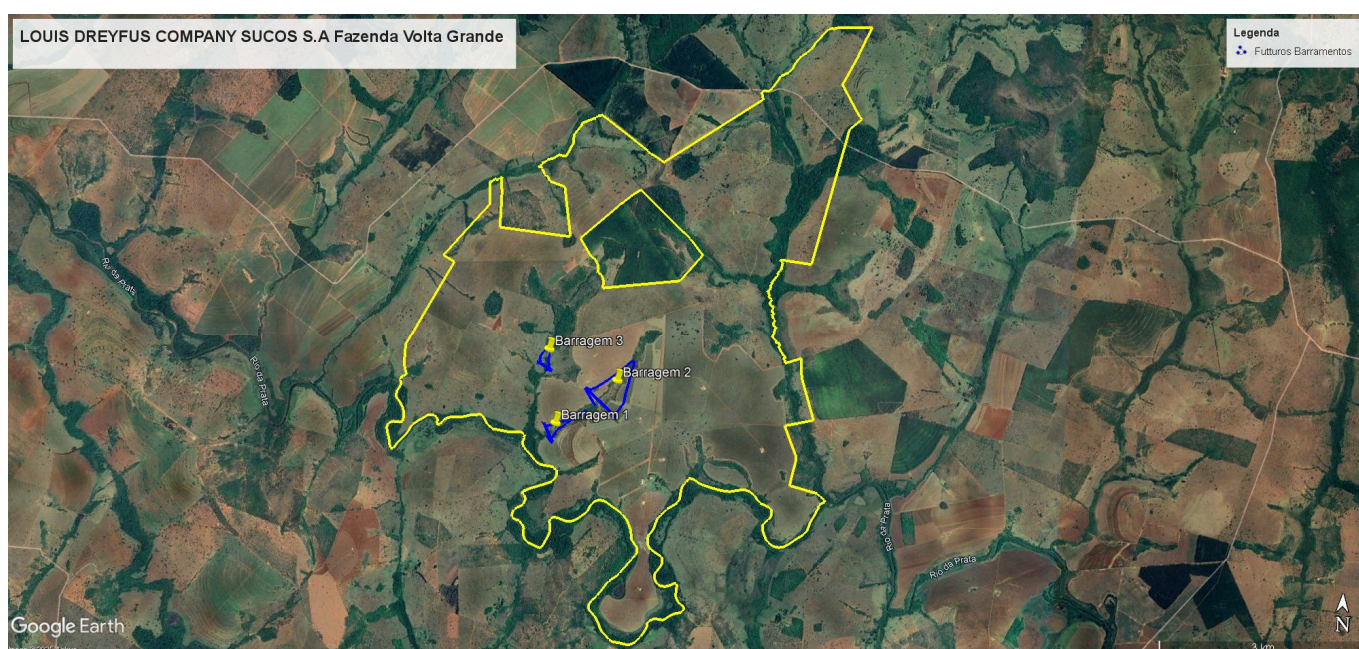 LOUIS DREYFUS COMPANY SUCOS S.A Fazenda Volta Grande
Legenda
Futturos Barramentos
Rio da Prata
Rio da Prata
Barragem 3
Barragem 2
Barragem 1
Rio da Prata
Rio da Prata
Google Earth
N
3 km